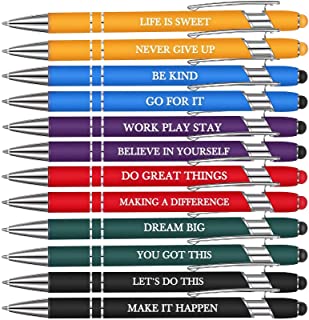 LIFE IS SWEET
NEVER GIVE UP
BE KIND
GO FOR IT
WORK PLAY STAY
BELIEVE IN YOURSELF
DO GREAT THINGS
MAKING A DIFFERENCE
DREAM BIG
YOU GOT THIS
LET'S DO THIS
MAKE IT HAPPEN